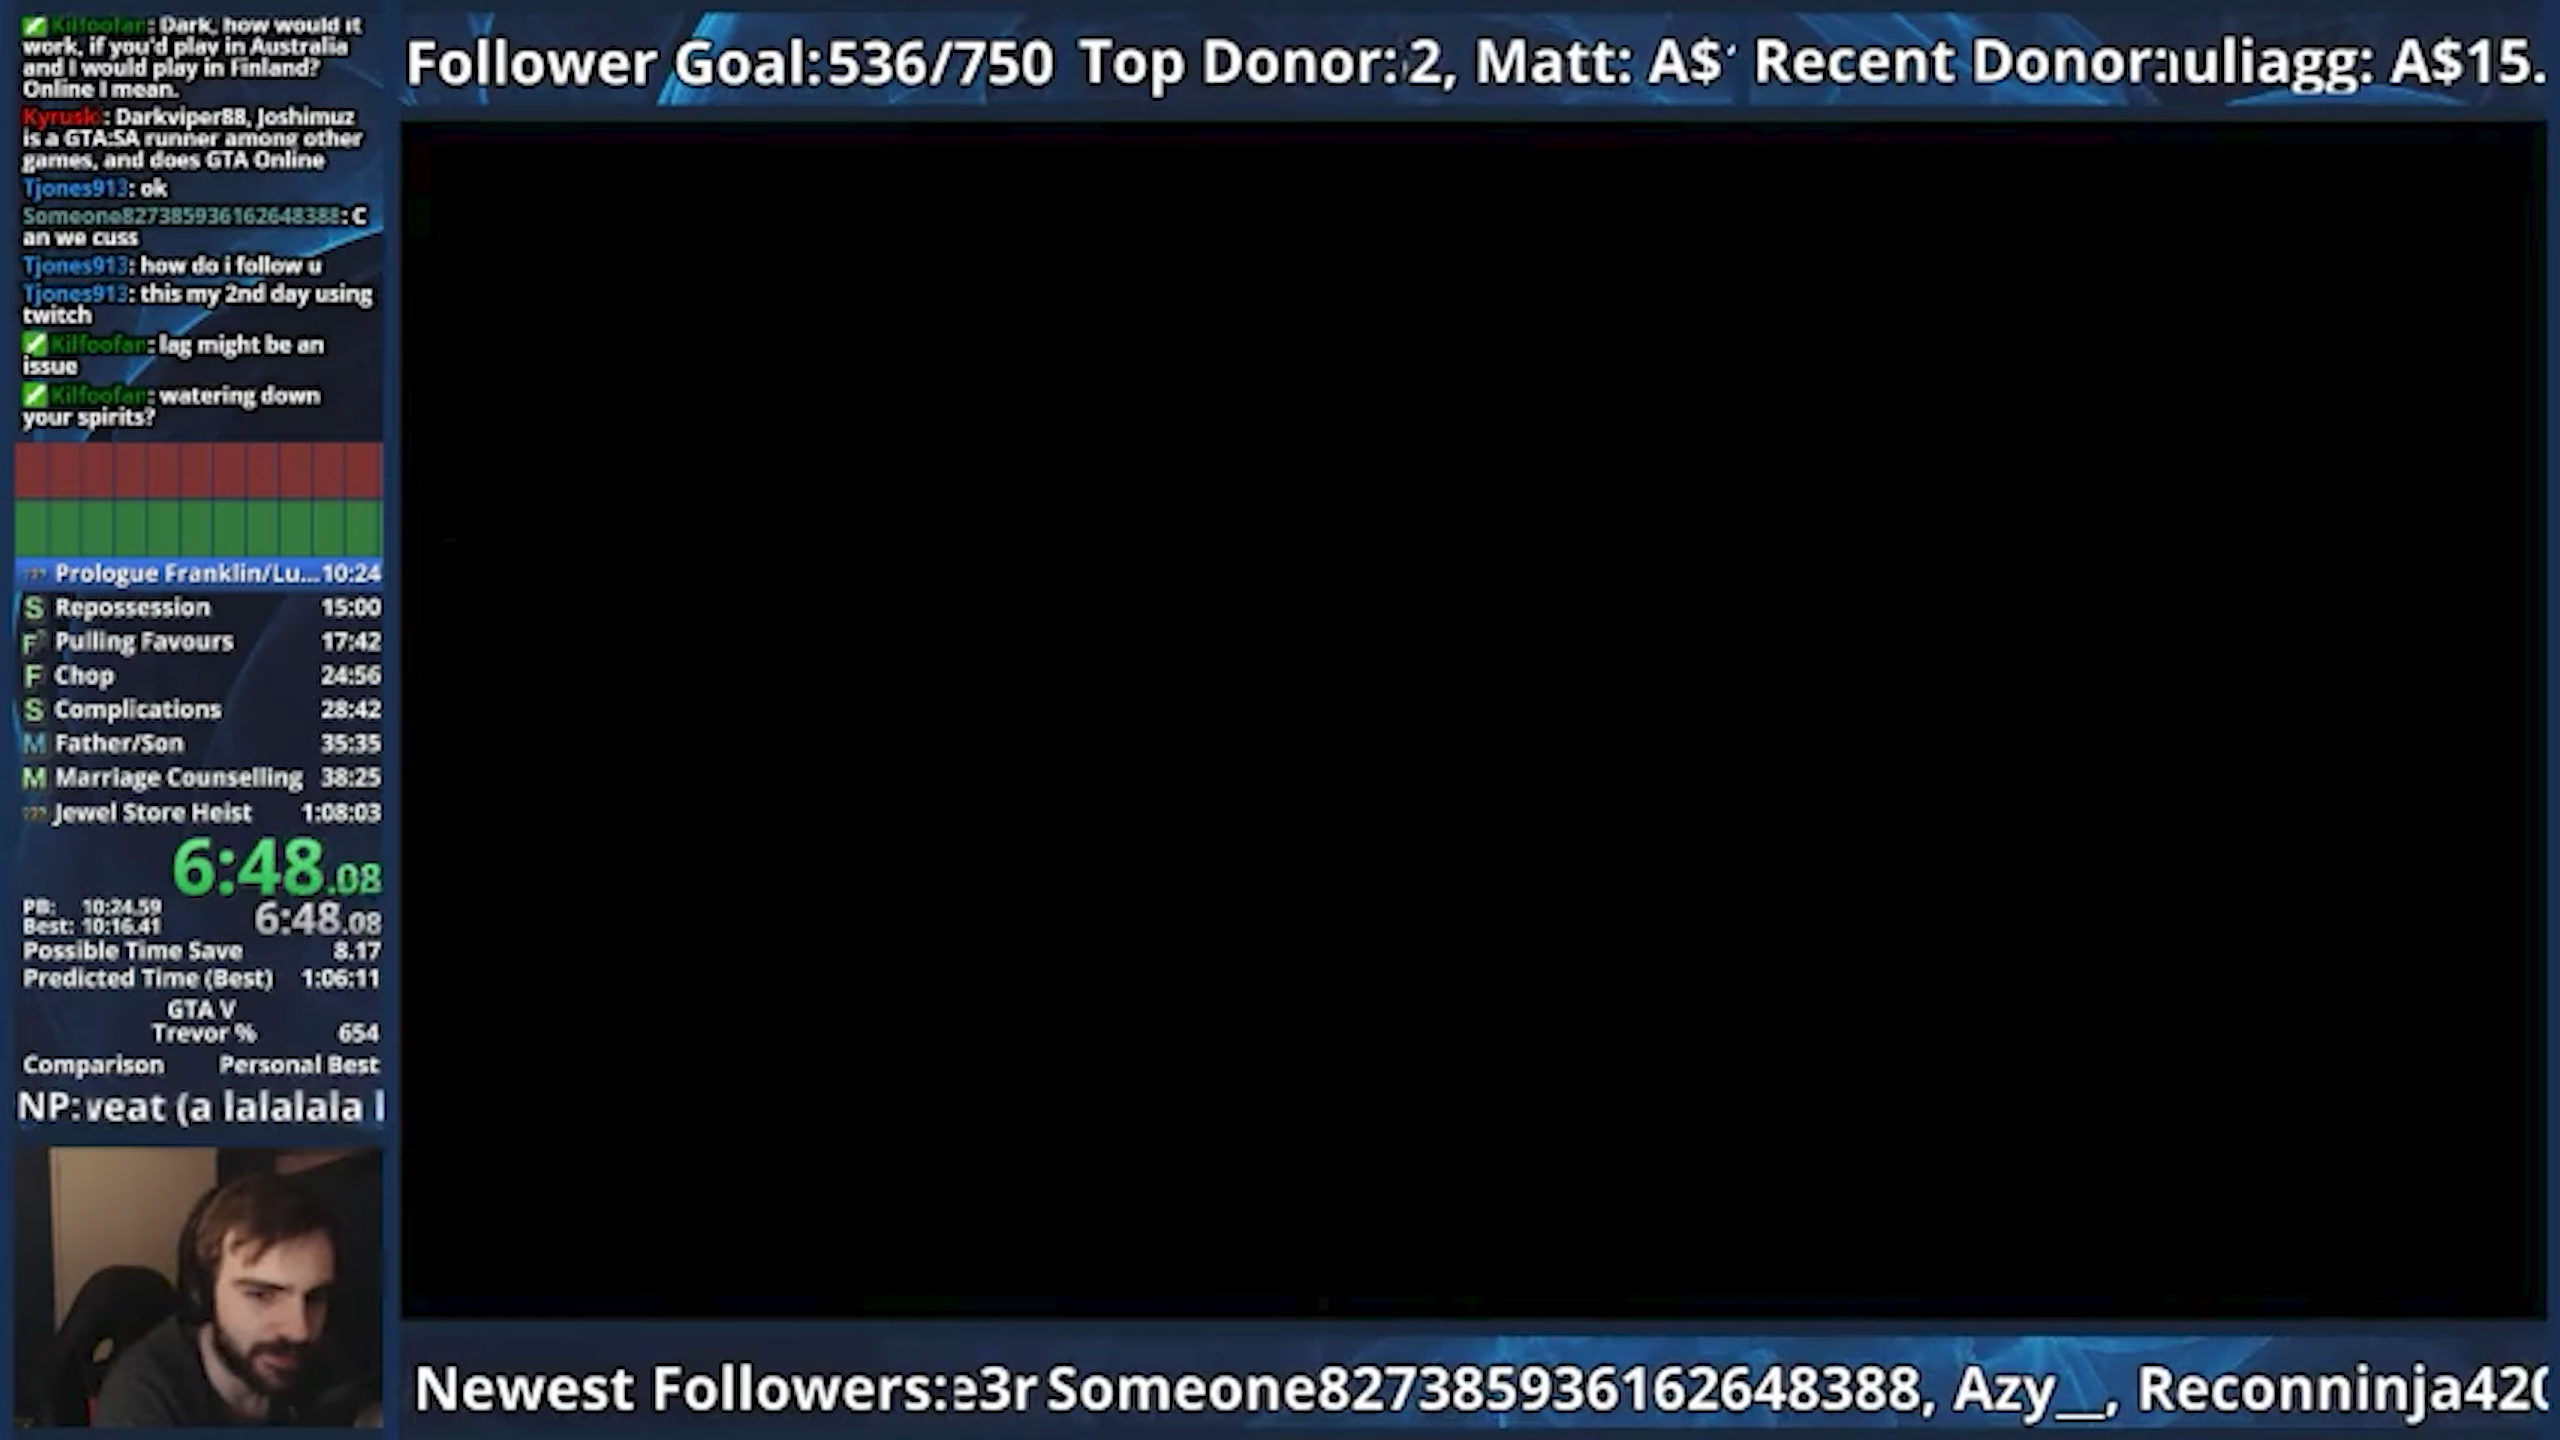 Kilfoofan: Dark, how would it
work, if you'd play in Australia
and I would play in Finland?
Online I mean.
Kyrusk: Darkviper88, Joshimuz
is a GTA:SA runner among other
games, and does GTA Online
Tjones913: ok
Someone827385936162648388: C
an we cuss
Tjones913: how do i follow u
Tjones913: this my 2nd day using
twitch
Kilfoofan: lag might be an
issue
Kilfoofan: watering down
your spirits?
Follower Goal: 536/750 Top Donor: 2, Matt: A$ Recent Donor: uliagg: A$15.
??? Prologue Franklin/Lu... 10:24
S Repossession 15:00
F Pulling Favours 17:42
F Chop 24:56
S Complications 28:42
M Father/Son 35:35
M Marriage Counselling 38:25
??? Jewel Store Heist 1:08:03
6:48.08
PB: 10:24.59
Best: 10:16.41 6:48.08
Possible Time Save 8.17
Predicted Time (Best) 1:06:11
GTA V
Trevor % 654
Comparison Personal Best
NP: veat (a lalalala l
Newest Followers: e3r Someone827385936162648388, Azy__, Reconninja420